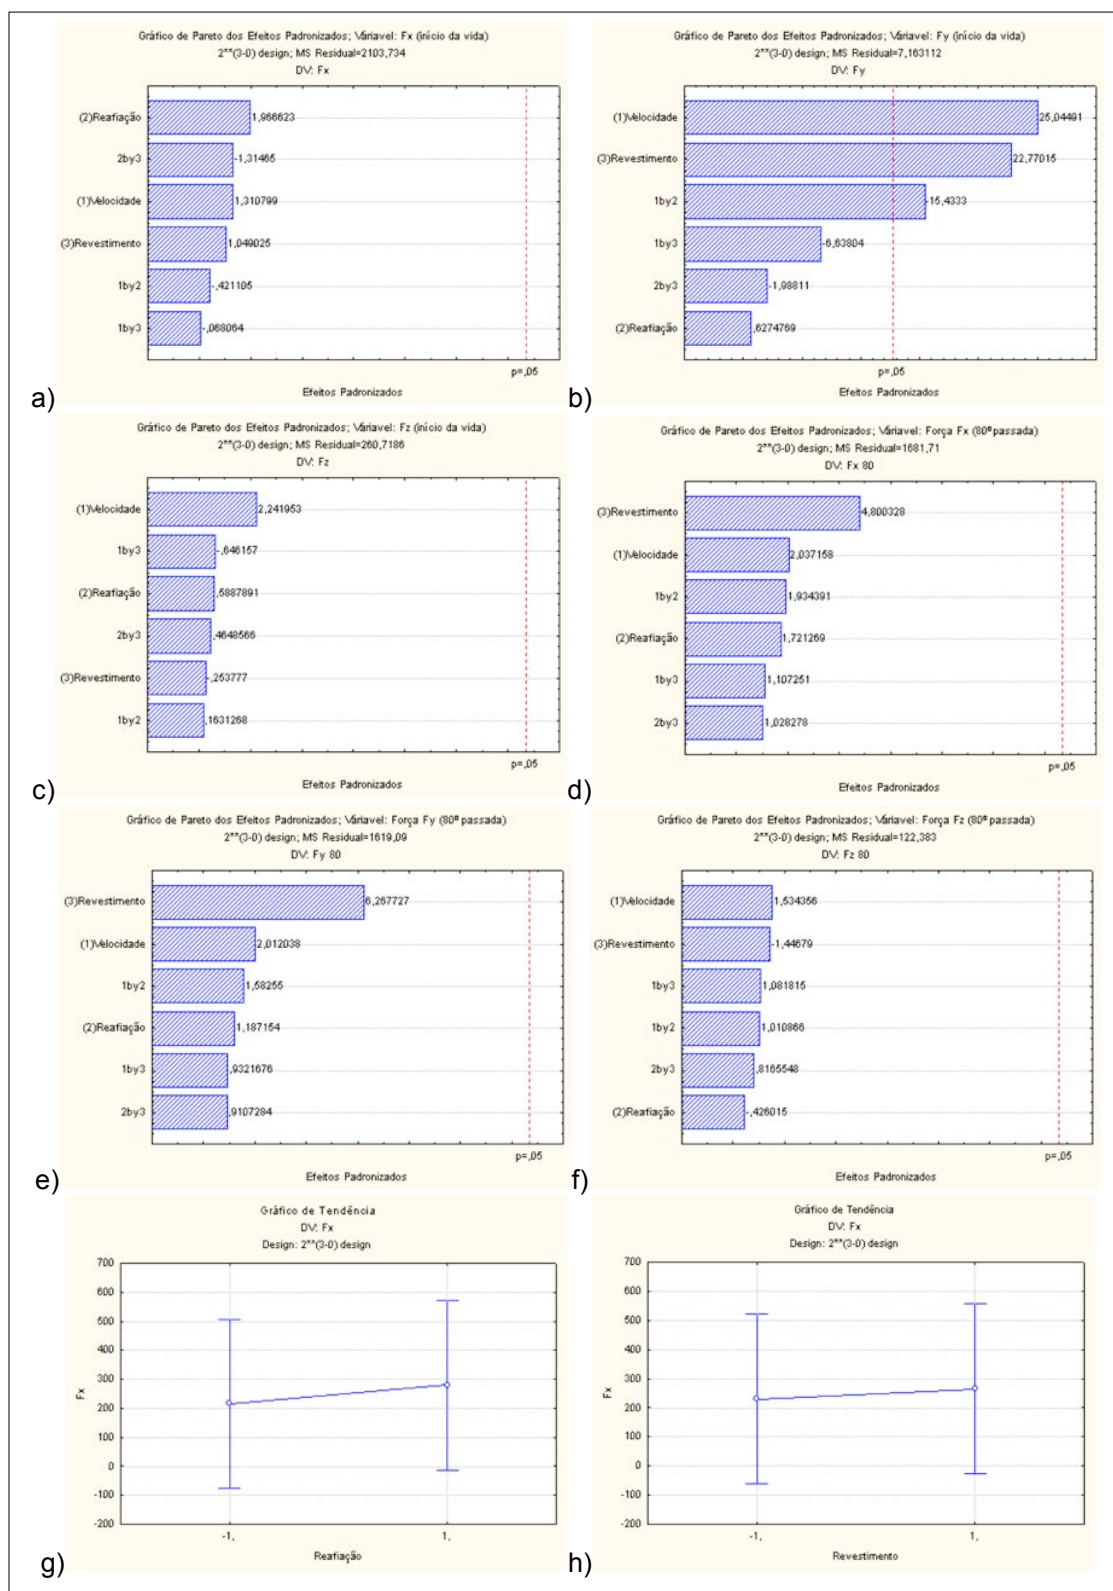 Gráfico de Pareto dos Efeitos Padronizados; Váriavel: Fx (início da vida)
2**(3-0) design; MS Residual=2103,734
DV: Fx
(2)Reafiação
1,966623
2by3
-1,31465
(1)Velocidade
1,310799
(3)Revestimento
1,049025
1by2
-,421105
1by3
-,068064
p=,05
Efeitos Padronizados
a)
Gráfico de Pareto dos Efeitos Padronizados; Váriavel: Fy (início da vida)
2**(3-0) design; MS Residual=7,163112
DV: Fy
(1)Velocidade
25,04491
(3)Revestimento
22,77015
1by2
-15,4333
1by3
-6,63804
2by3
-1,98811
(2)Reafiação
,6274769
p=,05
Efeitos Padronizados
b)
Gráfico de Pareto dos Efeitos Padronizados; Váriavel: Fz (início da vida)
2**(3-0) design; MS Residual=260,7186
DV: Fz
(1)Velocidade
2,241953
1by3
-,646157
(2)Reafiação
,5887891
2by3
,4648566
(3)Revestimento
-,253777
1by2
,1631268
p=,05
Efeitos Padronizados
c)
Gráfico de Pareto dos Efeitos Padronizados; Váriavel: Força Fx (80ª passada)
2**(3-0) design; MS Residual=1681,71
DV: Fx 80
(3)Revestimento
4,800328
(1)Velocidade
2,037158
1by2
1,934391
(2)Reafiação
1,721269
1by3
1,107251
2by3
1,028278
p=,05
Efeitos Padronizados
d)
Gráfico de Pareto dos Efeitos Padronizados; Váriavel: Força Fy (80ª passada)
2**(3-0) design; MS Residual=1619,09
DV: Fy 80
(3)Revestimento
6,267727
(1)Velocidade
2,012038
1by2
1,58255
(2)Reafiação
1,187154
1by3
,9321676
2by3
,9107284
p=,05
Efeitos Padronizados
e)
Gráfico de Pareto dos Efeitos Padronizados; Váriavel: Força Fz (80ª passada)
2**(3-0) design; MS Residual=122,383
DV: Fz 80
(1)Velocidade
1,534356
(3)Revestimento
-1,44679
1by3
1,081815
1by2
1,010866
2by3
,8165548
(2)Reafiação
-,426015
p=,05
Efeitos Padronizados
f)
Gráfico de Tendência
DV: Fx
Design: 2**(3-0) design
700
600
500
400
300
200
100
0
-100
-200
Fx
-1,
1,
Reafiação
g)
Gráfico de Tendência
DV: Fx
Design: 2**(3-0) design
700
600
500
400
300
200
100
0
-100
-200
Fx
-1,
1,
Revestimento
h)